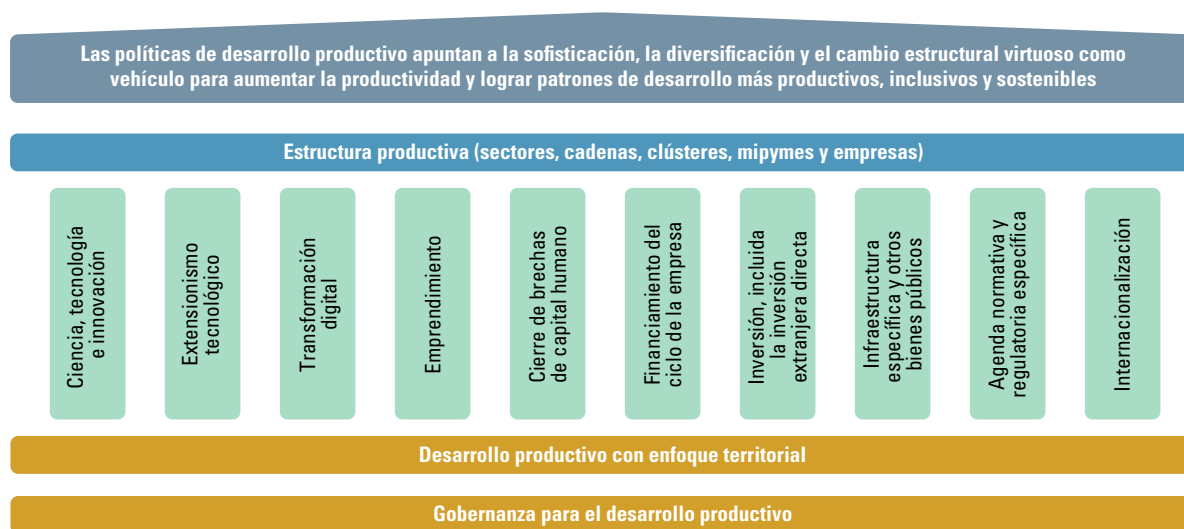 Las políticas de desarrollo productivo apuntan a la sofisticación, la diversificación y el cambio estructural virtuoso como
vehículo para aumentar la productividad y lograr patrones de desarrollo más productivos, inclusivos y sostenibles
Estructura productiva (sectores, cadenas, clústeres, mipymes y empresas)
Ciencia, tecnología
e innovación
Extensionismo
tecnológico
Transformación
digital
Emprendimiento
Cierre de brechas
de capital humano
Financiamiento del
ciclo de la empresa
Inversión, incluida
la inversión
extranjera directa
Infraestructura
específica y otros
bienes públicos
Agenda normativa y
regulatoria específica
Internacionalización
Desarrollo productivo con enfoque territorial
Gobernanza para el desarrollo productivo